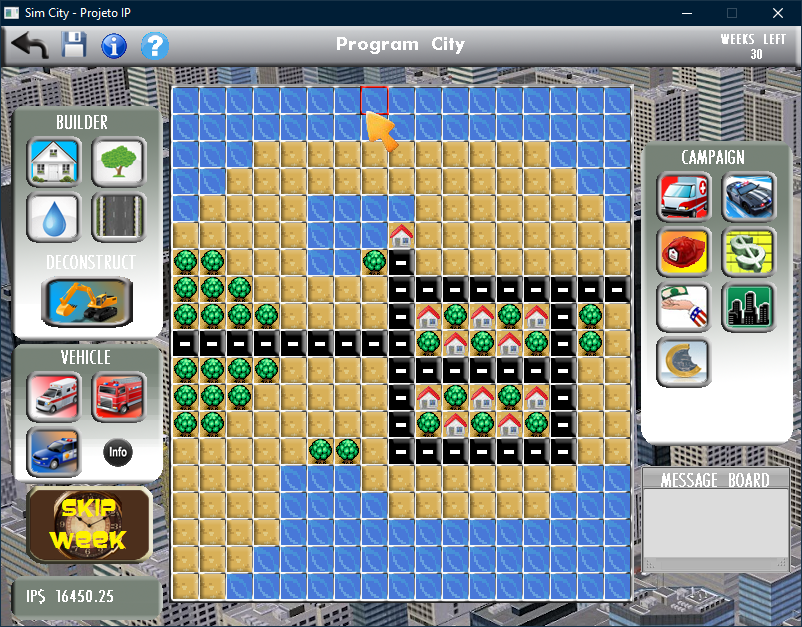 Sim City - Projeto IP
Program City
WEEKS LEFT
30
BUILDER
DECONSTRUCT
VEHICLE
Info
SKIP
WEEK
IP$ 16450.25
CAMPAIGN
MESSAGE BOARD